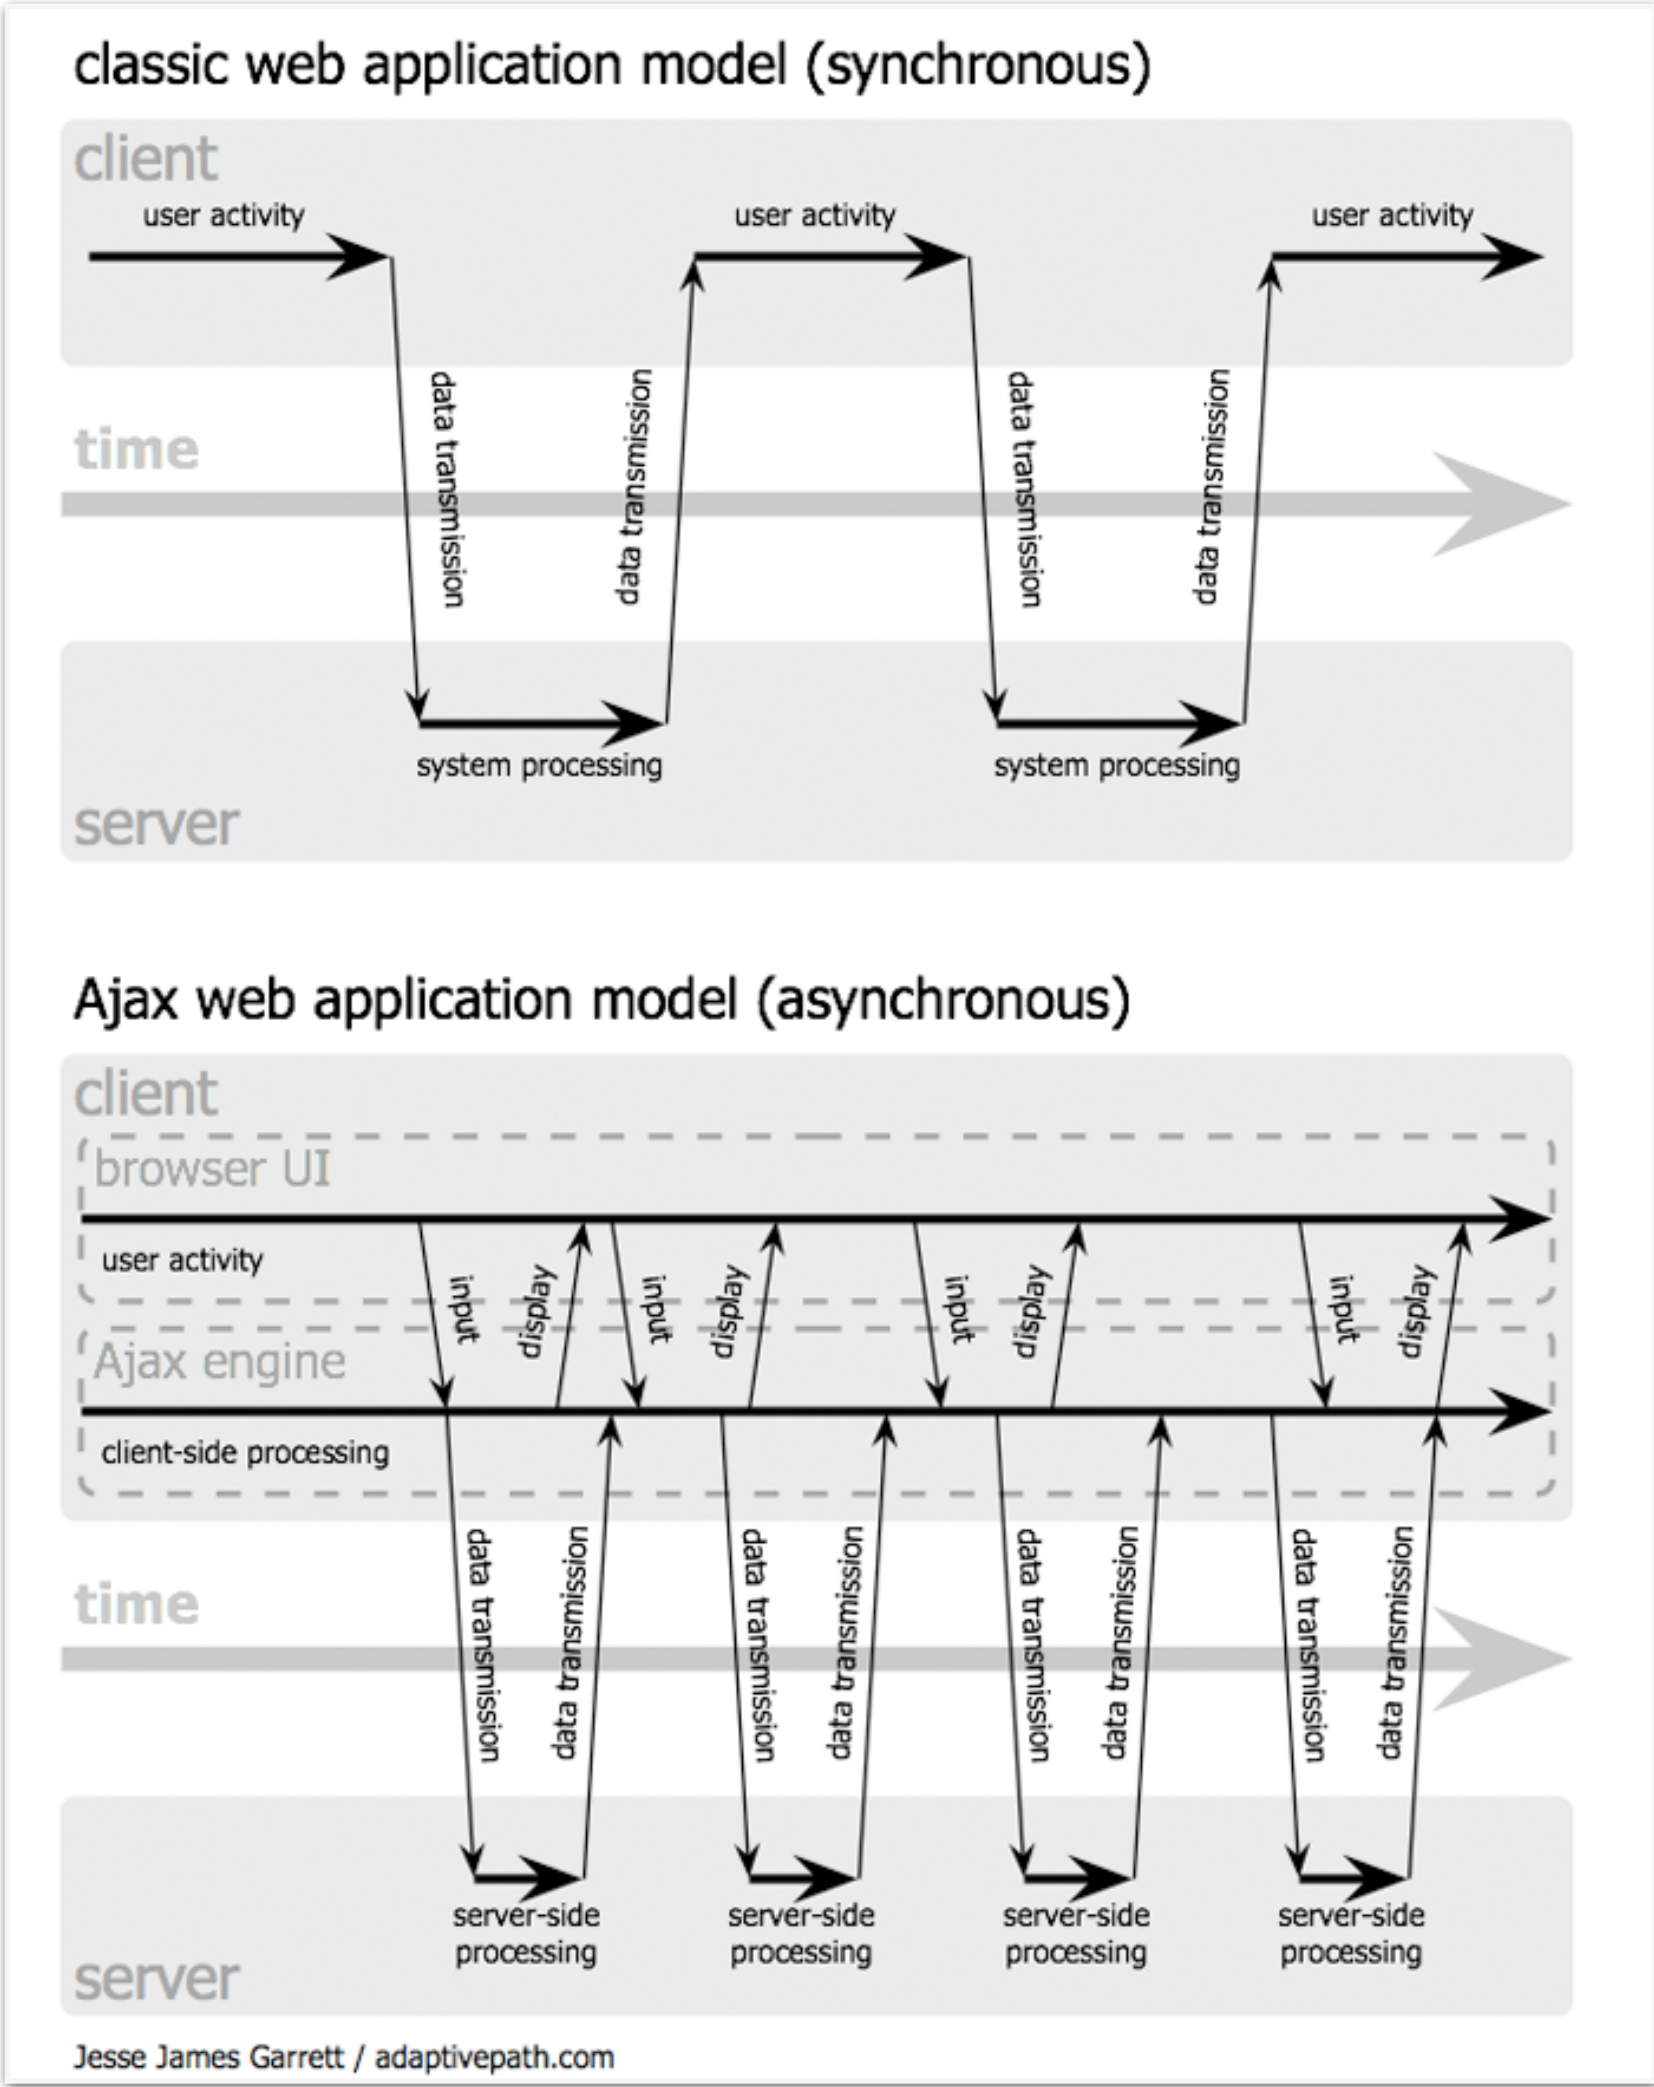 classic web application model (synchronous)
client
user activity
user activity
user activity
data transmission
data transmission
data transmission
data transmission
time
system processing
system processing
server
Ajax web application model (asynchronous)
client
browser UI
user activity
input
display
input
display
input
display
input
display
Ajax engine
client-side processing
data transmission
data transmission
data transmission
data transmission
data transmission
data transmission
data transmission
data transmission
time
server-side
processing
server-side
processing
server-side
processing
server-side
processing
server
Jesse James Garrett / adaptivepath.com